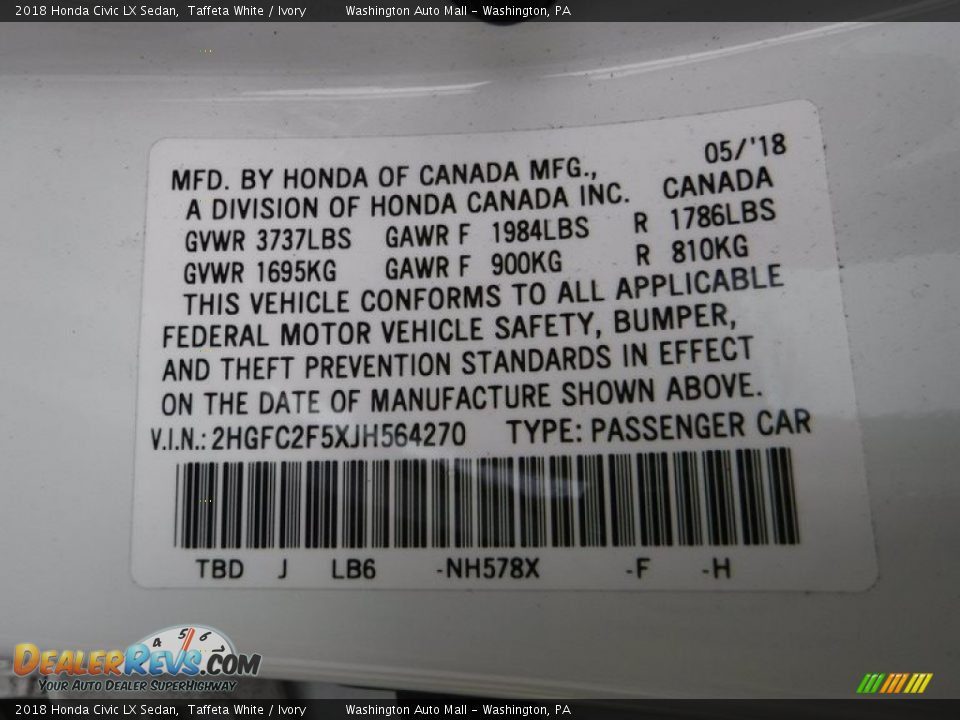 2018 Honda Civic LX Sedan, Taffeta White / Ivory Washington Auto Mall - Washington, PA
05/'18
MFD. BY HONDA OF CANADA MFG.,
A DIVISION OF HONDA CANADA INC. CANADA
GVWR 3737LBS GAWR F 1984LBS R 1786LBS
GVWR 1695KG GAWR F 900KG R 810KG
THIS VEHICLE CONFORMS TO ALL APPLICABLE
FEDERAL MOTOR VEHICLE SAFETY, BUMPER,
AND THEFT PREVENTION STANDARDS IN EFFECT
ON THE DATE OF MANUFACTURE SHOWN ABOVE.
V.I.N.: 2HGFC2F5XJH564270 TYPE: PASSENGER CAR
TBD J LB6 -NH578X -F -H
4 5 6 7
DEALERREVS.COM
YOUR AUTO DEALER SUPERHIGHWAY
2018 Honda Civic LX Sedan, Taffeta White / Ivory Washington Auto Mall - Washington, PA